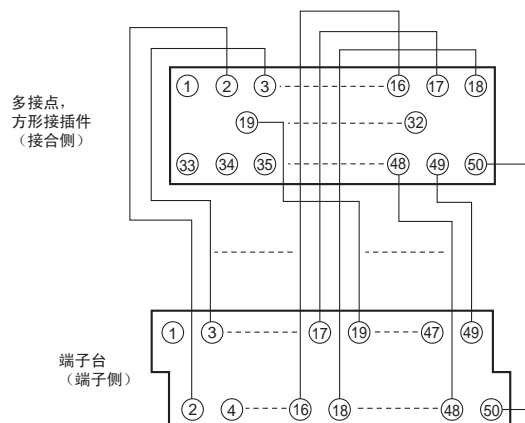 ① ② ③ ⑯ ⑰ ⑱
多接点，
方形接插件
（接合侧）
⑲ ㉜
㉝ ㉞ ㉟ ㊽ ㊾ ㊿
① ③ ⑰ ⑲ ㊼ ㊾
端子台
（端子侧）
② ④ ⑯ ⑱ ㊽ ㊿